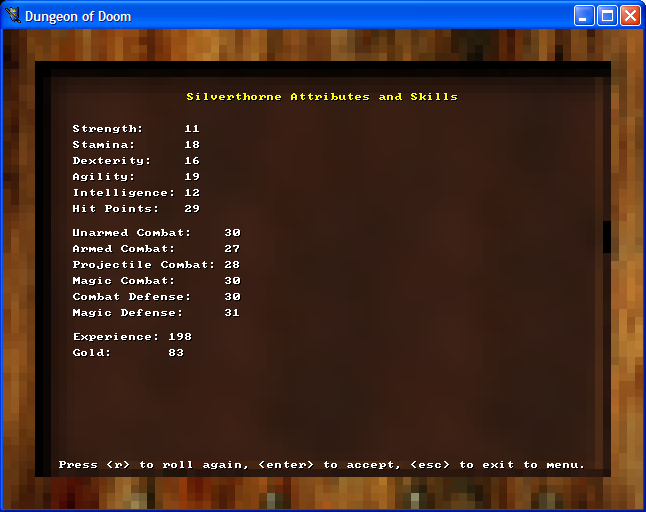 Dungeon of Doom
Silverthorne Attributes and Skills
Strength: 11
Stamina: 18
Dexterity: 16
Agility: 19
Intelligence: 12
Hit Points: 29
Unarmed Combat: 30
Armed Combat: 27
Projectile Combat: 28
Magic Combat: 30
Combat Defense: 30
Magic Defense: 31
Experience: 198
Gold: 83
Press <r> to roll again, <enter> to accept, <esc> to exit to menu.